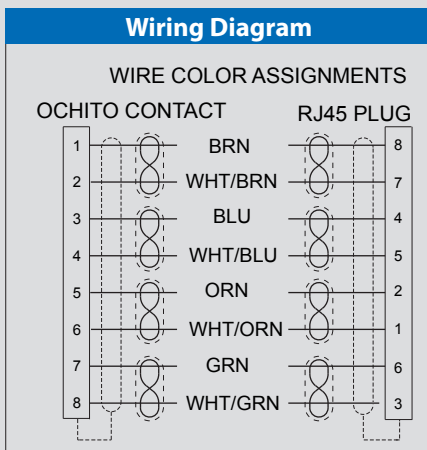 Wiring Diagram
WIRE COLOR ASSIGNMENTS
OCHITO CONTACT RJ45 PLUG
1 BRN 8
2 WHT/BRN 7
3 BLU 4
4 WHT/BLU 5
5 ORN 2
6 WHT/ORN 1
7 GRN 6
8 WHT/GRN 3